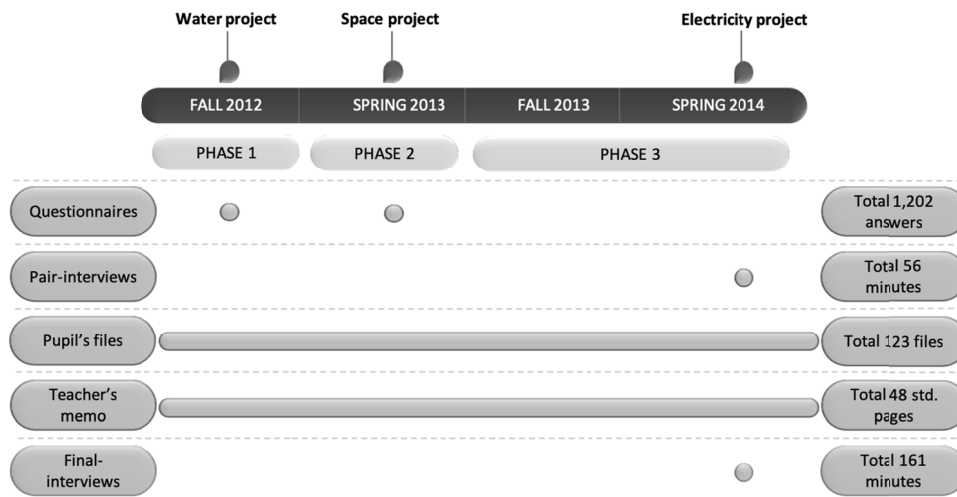 Water project
Space project
Electricity project
FALL 2012
SPRING 2013
FALL 2013
SPRING 2014
PHASE 1
PHASE 2
PHASE 3
Questionnaires
Total 1,202
answers
Pair-interviews
Total 56
minutes
Pupil's files
Total 123 files
Teacher's
memo
Total 48 std.
pages
Final-
interviews
Total 161
minutes